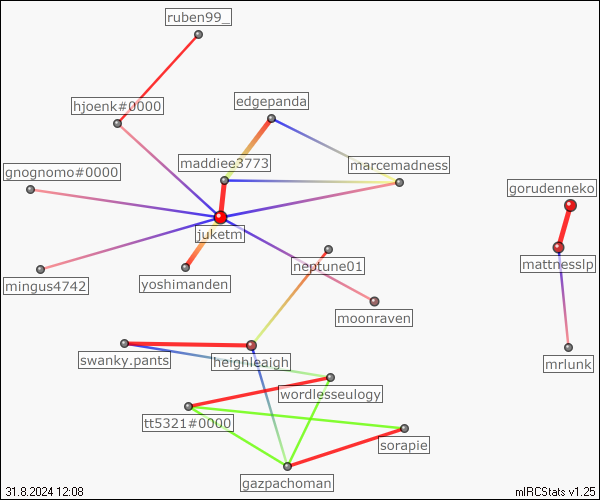 ruben99_
hjoenk#0000
edgepanda
maddiee3773
marcemadness
gnognomo#0000
gorudenneko
juketm
mattnesslp
neptune01
mingus4742
yoshimanden
moonraven
swanky.pants
heighleaigh
mrlunk
wordlesseulogy
tt5321#0000
sorapie
gazpachoman
31.8.2024 12:08
mIRCStats v1.25